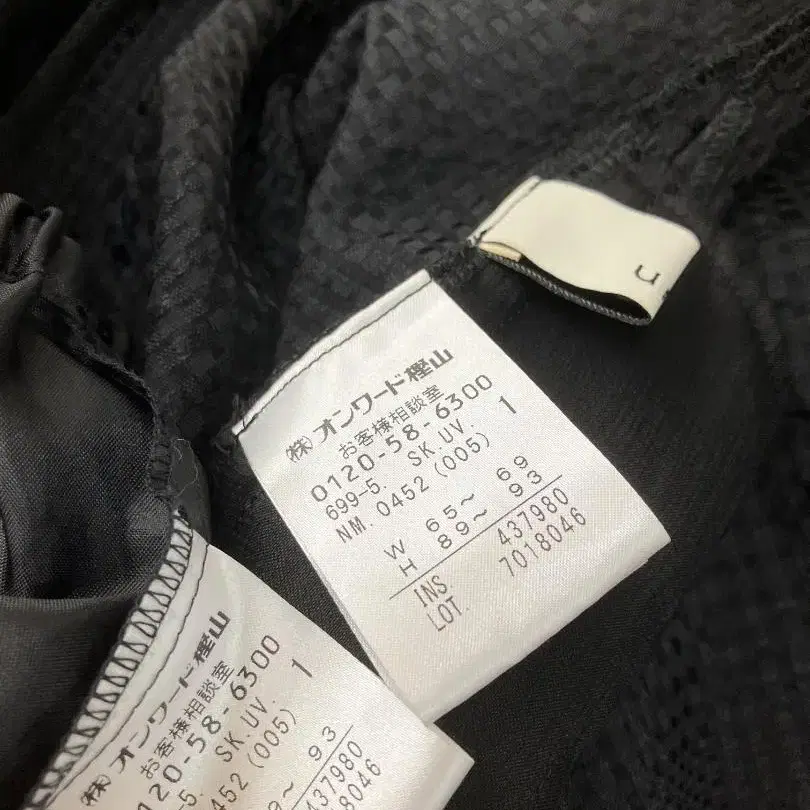 ㈱オンワード樫山
お客様相談室
0120-58-6300
699-5. SK.UV. 1
NM. 0452 (005)
W 65~ 69
H 89~ 93
INS. 437980
LOT. 7018046
㈱オンワード樫山
お客様相談室
0120-58-6300
-5. SK.UV. 1
0452 (005)
~ 93
437980
8046